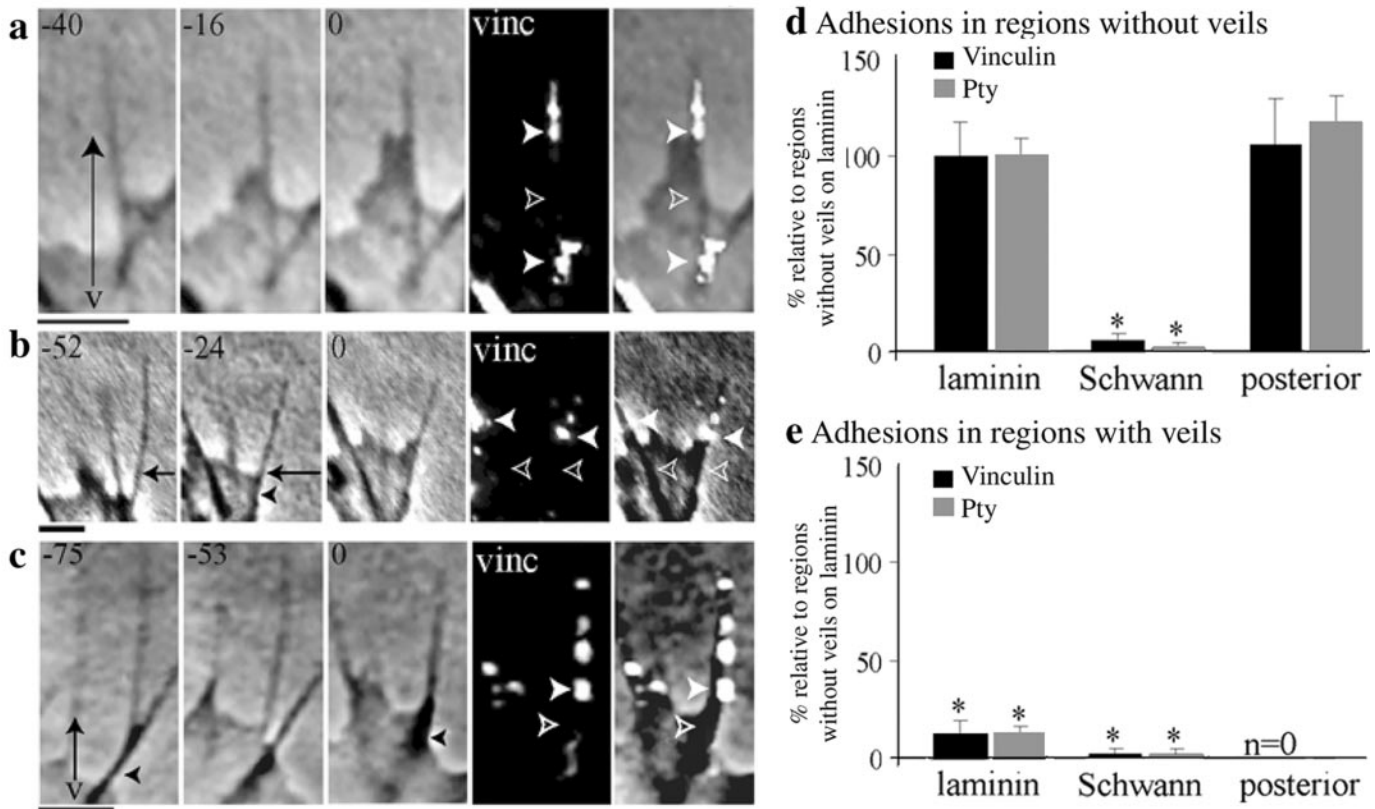 a
-40
-16
0
vinc
v
b
-52
-24
0
vinc
c
-75
-53
0
vinc
v
d Adhesions in regions without veils
Vinculin
Pty
% relative to regions
without veils on laminin
150
100
50
0
*
*
laminin
Schwann
posterior
e Adhesions in regions with veils
Vinculin
Pty
% relative to regions
without veils on laminin
150
100
50
0
*
*
*
*
n=0
laminin
Schwann
posterior